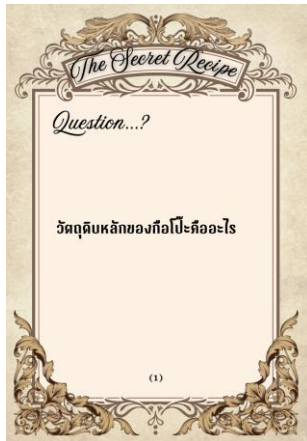 The Secret Recipe
Question...?
วัตถุดิบหลักของกือโป๊ะคืออะไร
(1)